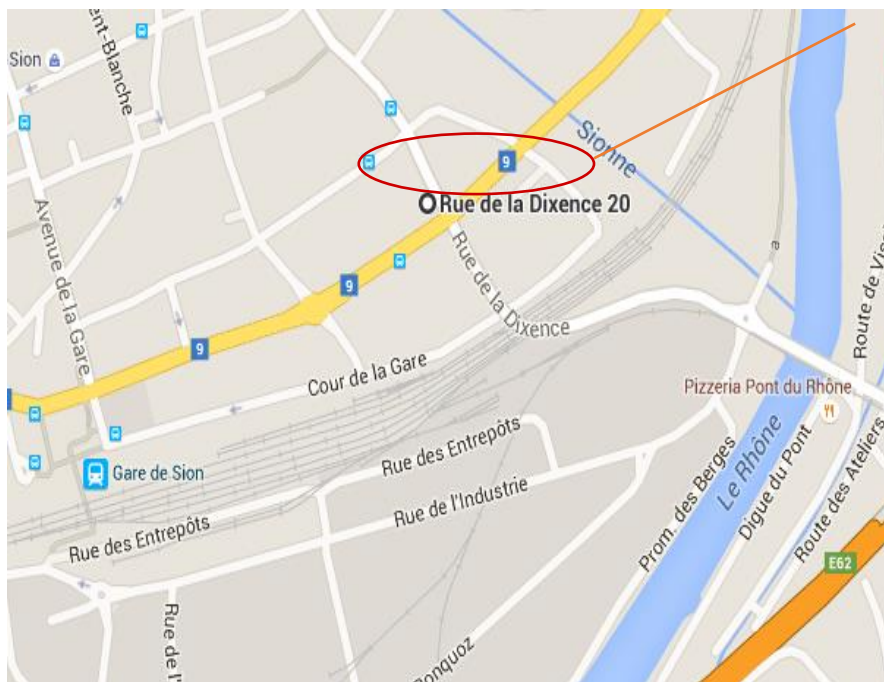 nt-Blanche
Sion
Sionne
9
Rue de la Dixence 20
Avenue de la Gare
Rue de la Dixence
9
9
a
Route de Vis
Cour de la Gare
Pizzeria Pont du Rhône
Gare de Sion
Rue des Entrepôts
Rue de l'Industrie
Rue des Entrepôts
Le Rhône
Prom. des Berges
Digue du Pont
Route des Ateliers
E62
Rue de l'I
Ronquoz